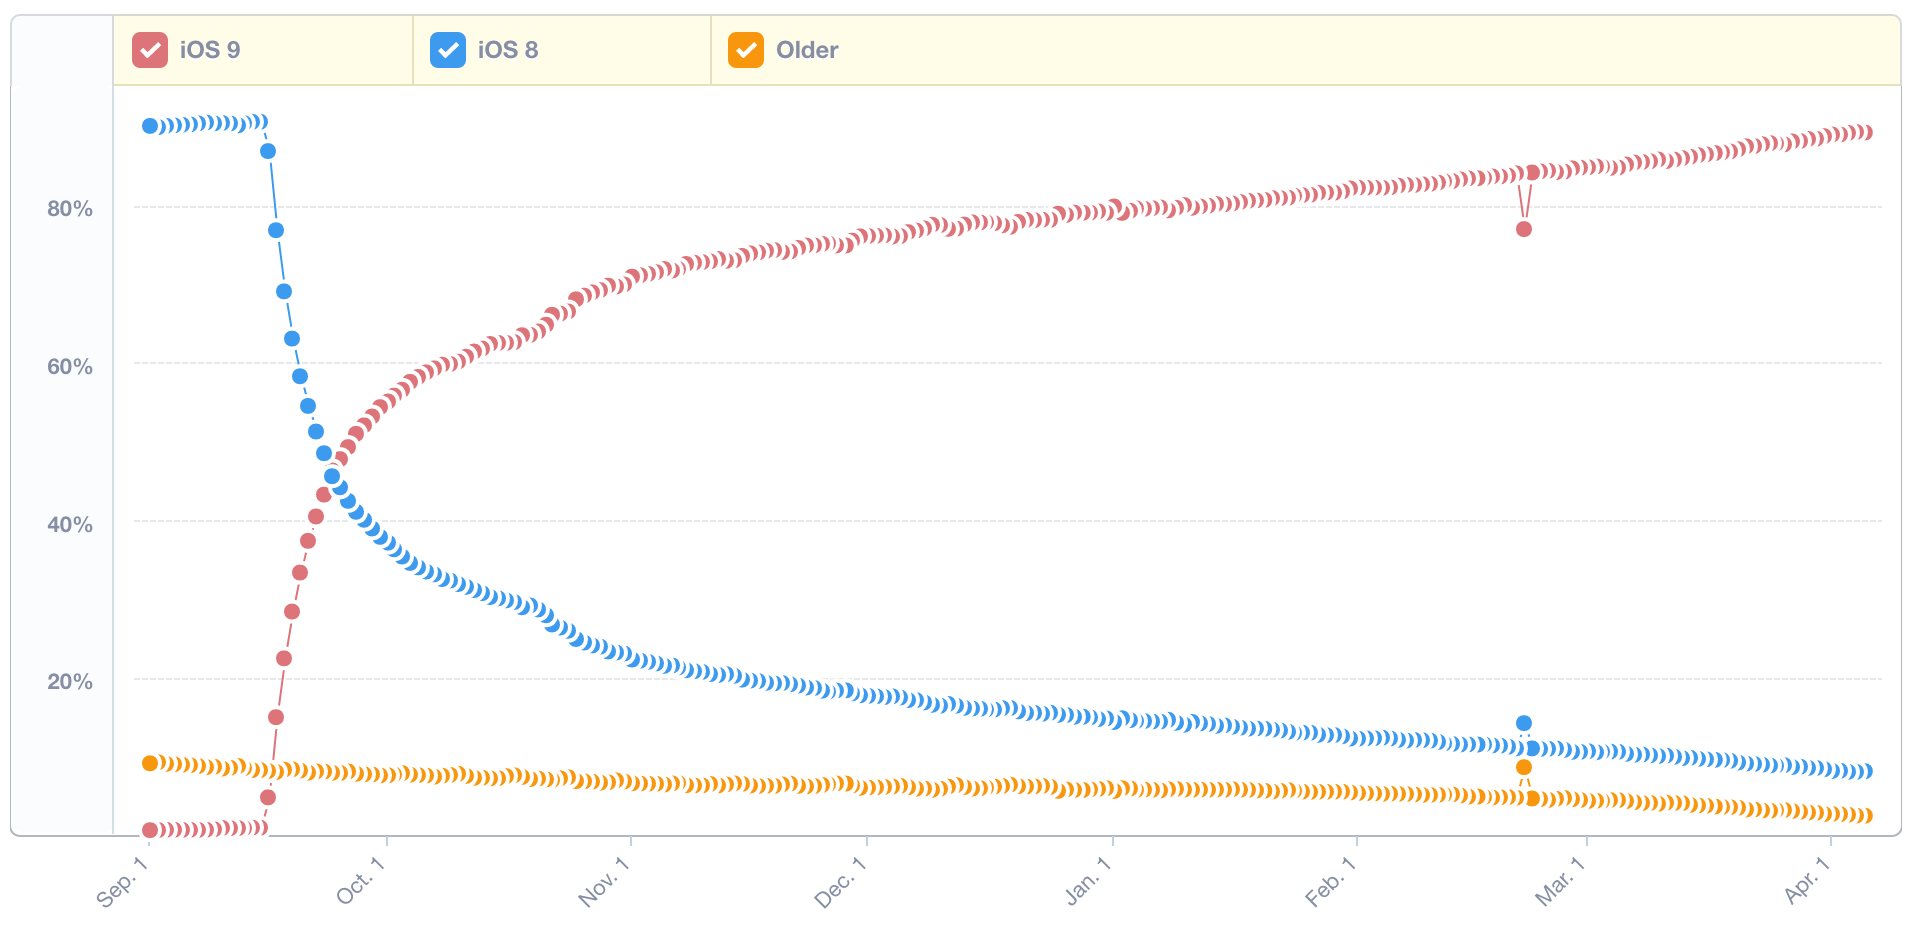 iOS 9 iOS 8 Older
80%
60%
40%
20%
Sep. 1 Oct. 1 Nov. 1 Dec. 1 Jan. 1 Feb. 1 Mar. 1 Apr. 1